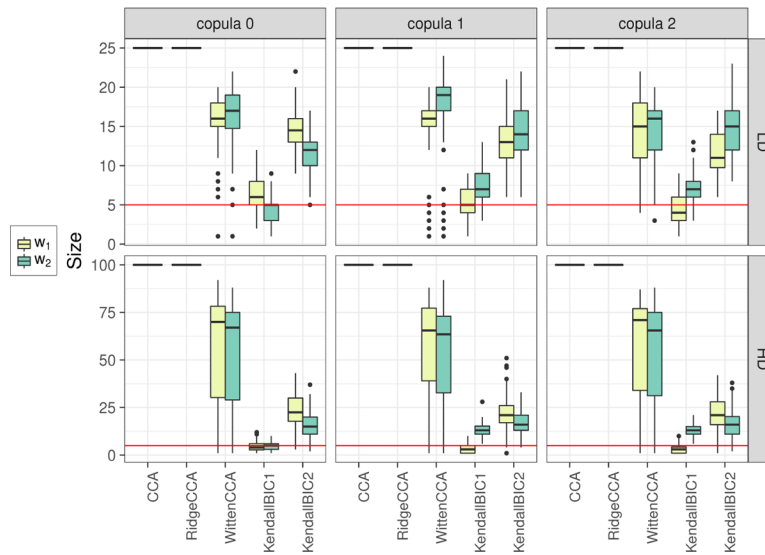 copula 0
copula 1
copula 2
25
20
15
10
5
0
LD
Size
w1
w2
100
75
50
25
0
HD
CCA
RidgeCCA
WittenCCA
KendallBIC1
KendallBIC2
CCA
RidgeCCA
WittenCCA
KendallBIC1
KendallBIC2
CCA
RidgeCCA
WittenCCA
KendallBIC1
KendallBIC2